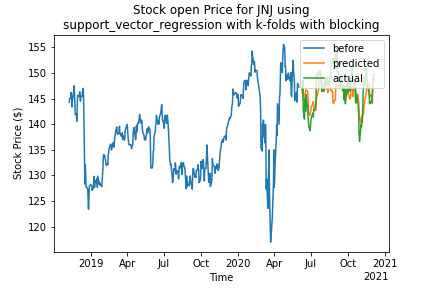 Stock open Price for JNJ using
support_vector_regression with k-folds with blocking
before
predicted
actual
Stock Price ($)
155
150
145
140
135
130
125
120
2019
Apr
Jul
Oct
2020
Apr
Jul
Oct
2021
Time
2021